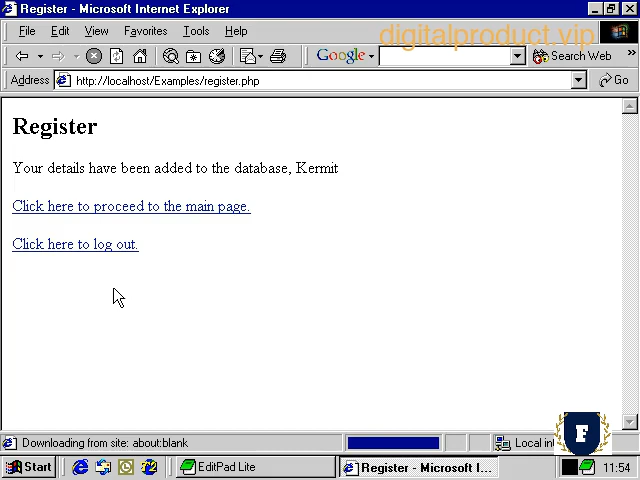 Register - Microsoft Internet Explorer
File Edit View Favorites Tools Help
digitalproduct.vip
Google Search Web »
Address http://localhost/Examples/register.php Go
Register
Your details have been added to the database, Kermit
Click here to proceed to the main page.
Click here to log out.
Downloading from site: about:blank
Local in
F
Start EditPad Lite Register - Microsoft I... 11:54